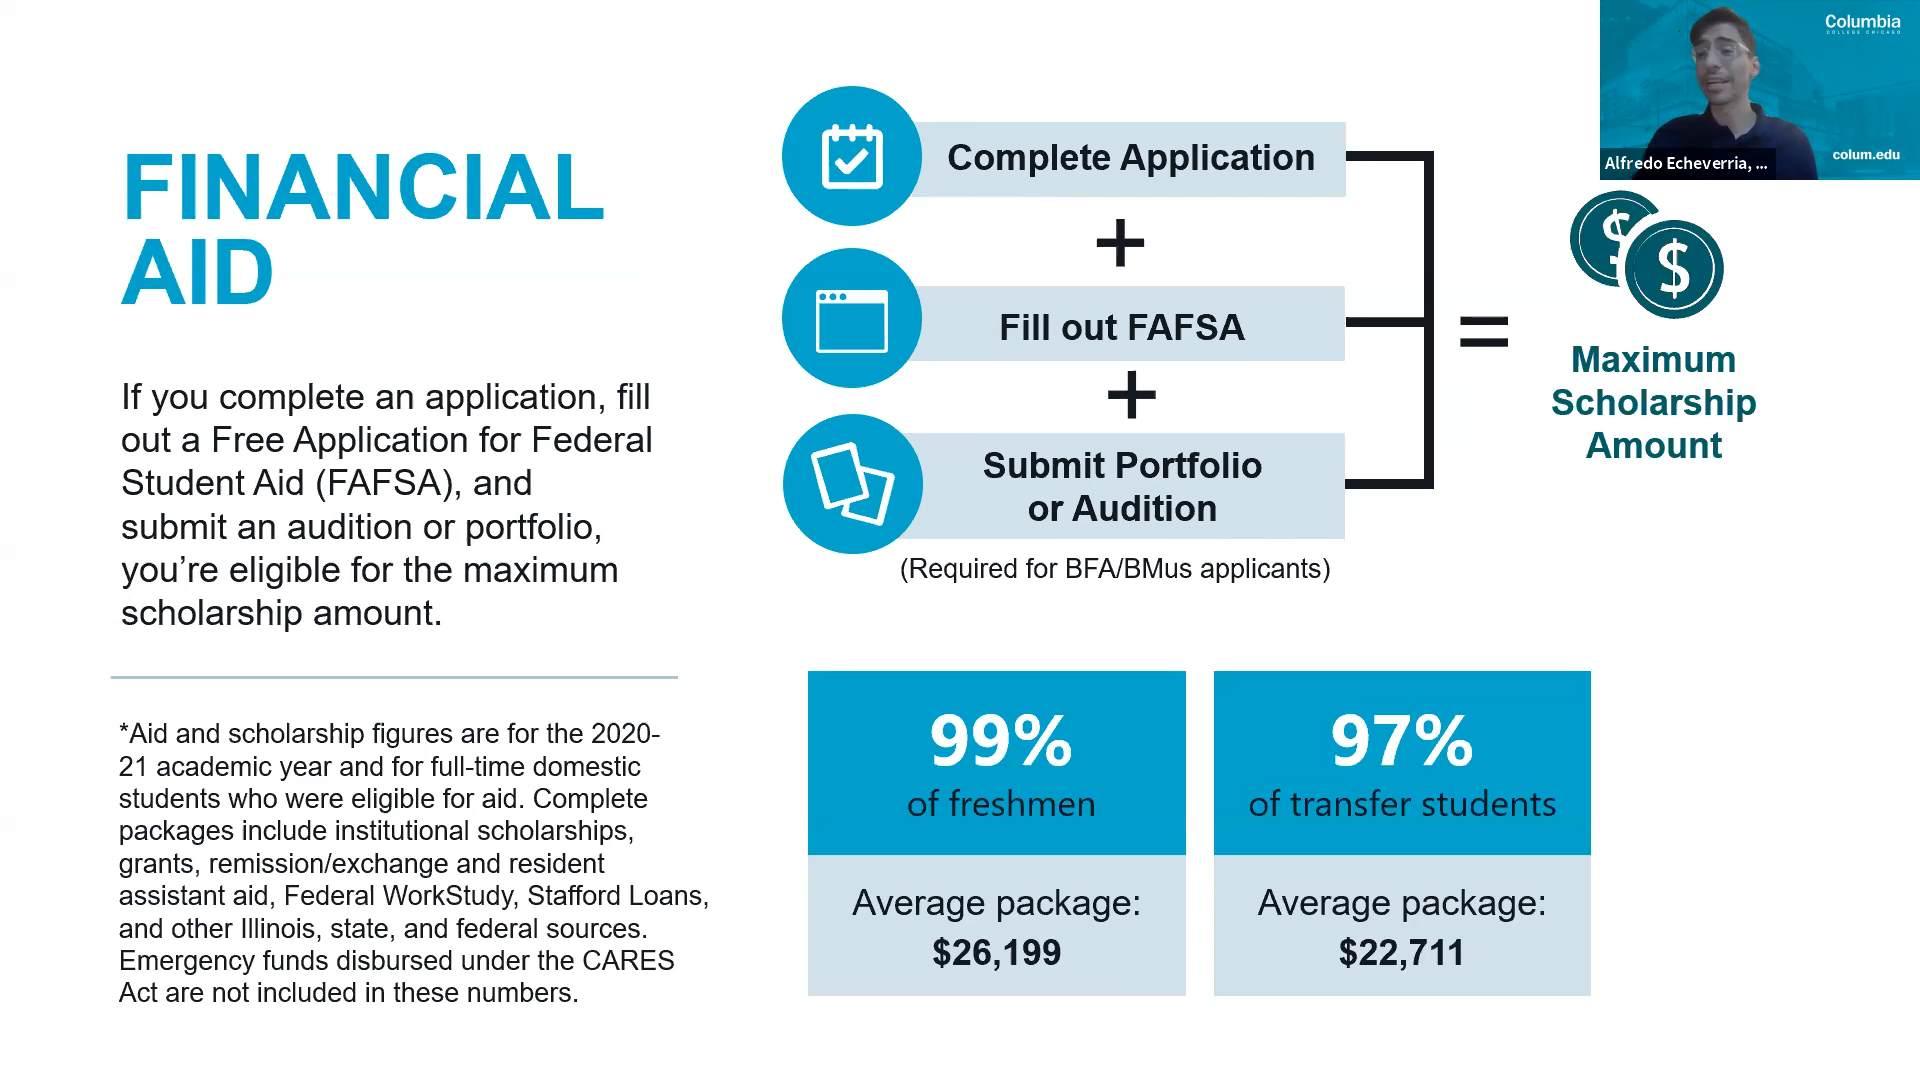 FINANCIAL
AID
If you complete an application, fill
out a Free Application for Federal
Student Aid (FAFSA), and
submit an audition or portfolio,
you’re eligible for the maximum
scholarship amount.
*Aid and scholarship figures are for the 2020-
21 academic year and for full-time domestic
students who were eligible for aid. Complete
packages include institutional scholarships,
grants, remission/exchange and resident
assistant aid, Federal WorkStudy, Stafford Loans,
and other Illinois, state, and federal sources.
Emergency funds disbursed under the CARES
Act are not included in these numbers.
Complete Application
+
Fill out FAFSA
+
Submit Portfolio
or Audition
(Required for BFA/BMus applicants)
=
$ $
Maximum
Scholarship
Amount
99%
of freshmen
Average package:
$26,199
97%
of transfer students
Average package:
$22,711
Columbia
COLLEGE CHICAGO
colum.edu
Alfredo Echeverria, ...